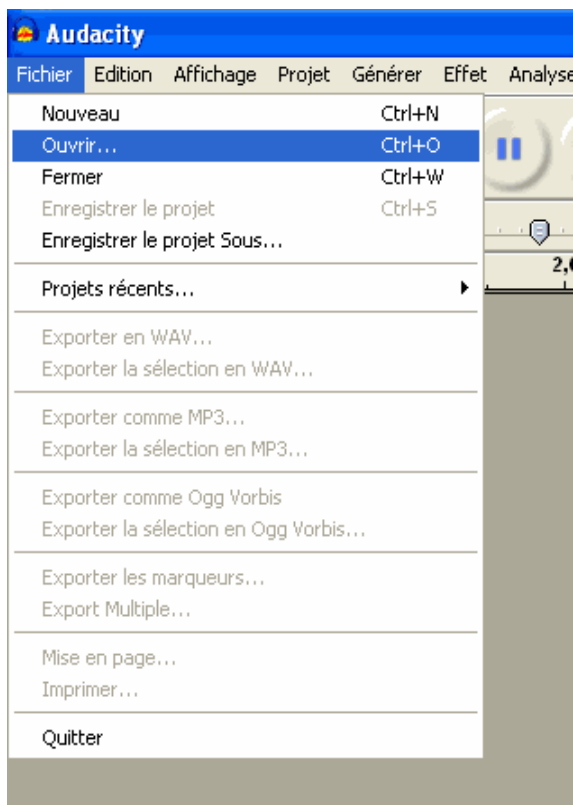 Audacity
Fichier Edition Affichage Projet Générer Effet Analyse
Nouveau Ctrl+N
Ouvrir... Ctrl+O
Fermer Ctrl+W
Enregistrer le projet Ctrl+S
Enregistrer le projet Sous...
2,
Projets récents...
Exporter en WAV...
Exporter la sélection en WAV...
Exporter comme MP3...
Exporter la sélection en MP3...
Exporter comme Ogg Vorbis
Exporter la sélection en Ogg Vorbis...
Exporter les marqueurs...
Export Multiple...
Mise en page...
Imprimer...
Quitter